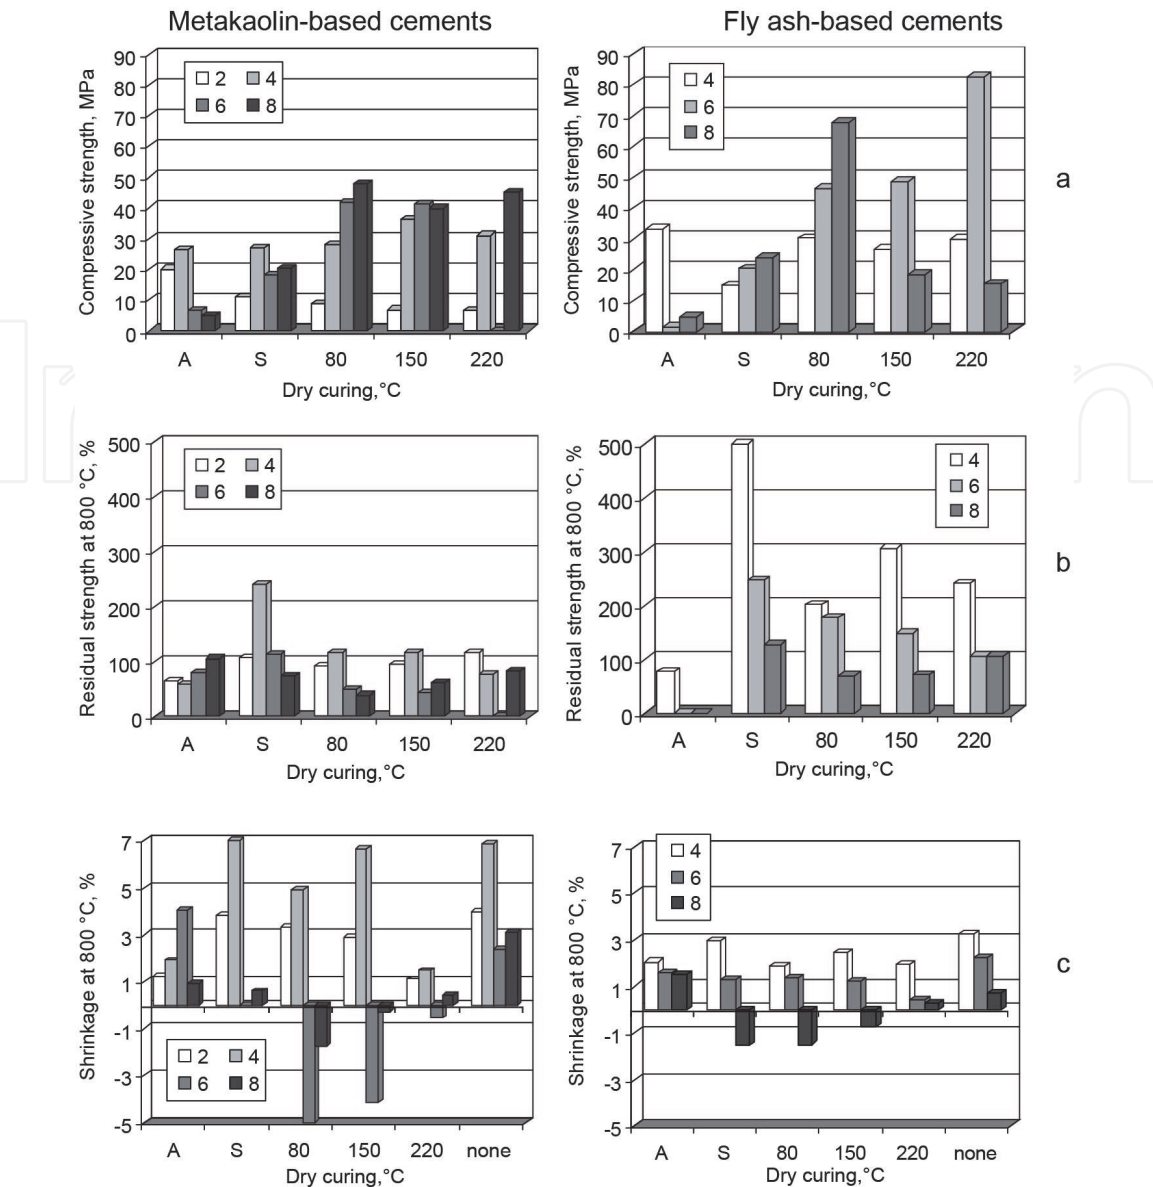 Metakaolin-based cements
Fly ash-based cements
Compressive strength, MPa
90
80
70
60
50
40
30
20
10
0
2 4
6 8
A S 80 150 220
Dry curing,°C
Compressive strength, MPa
90
80
70
60
50
40
30
20
10
0
4
6
8
A S 80 150 220
Dry curing,°C
a
Residual strength at 800 °C, %
500
400
300
200
100
0
2 4
6 8
A S 80 150 220
Dry curing,°C
Residual strength at 800 °C, %
500
400
300
200
100
0
4
6
8
A S 80 150 220
Dry curing,°C
b
Shrinkage at 800 °C, %
7
5
3
1
-1
-3
-5
2 4
6 8
A S 80 150 220 none
Dry curing,°C
Shrinkage at 800 °C, %
7
5
3
1
-1
-3
-5
4
6
8
A S 80 150 220 none
Dry curing,°C
c